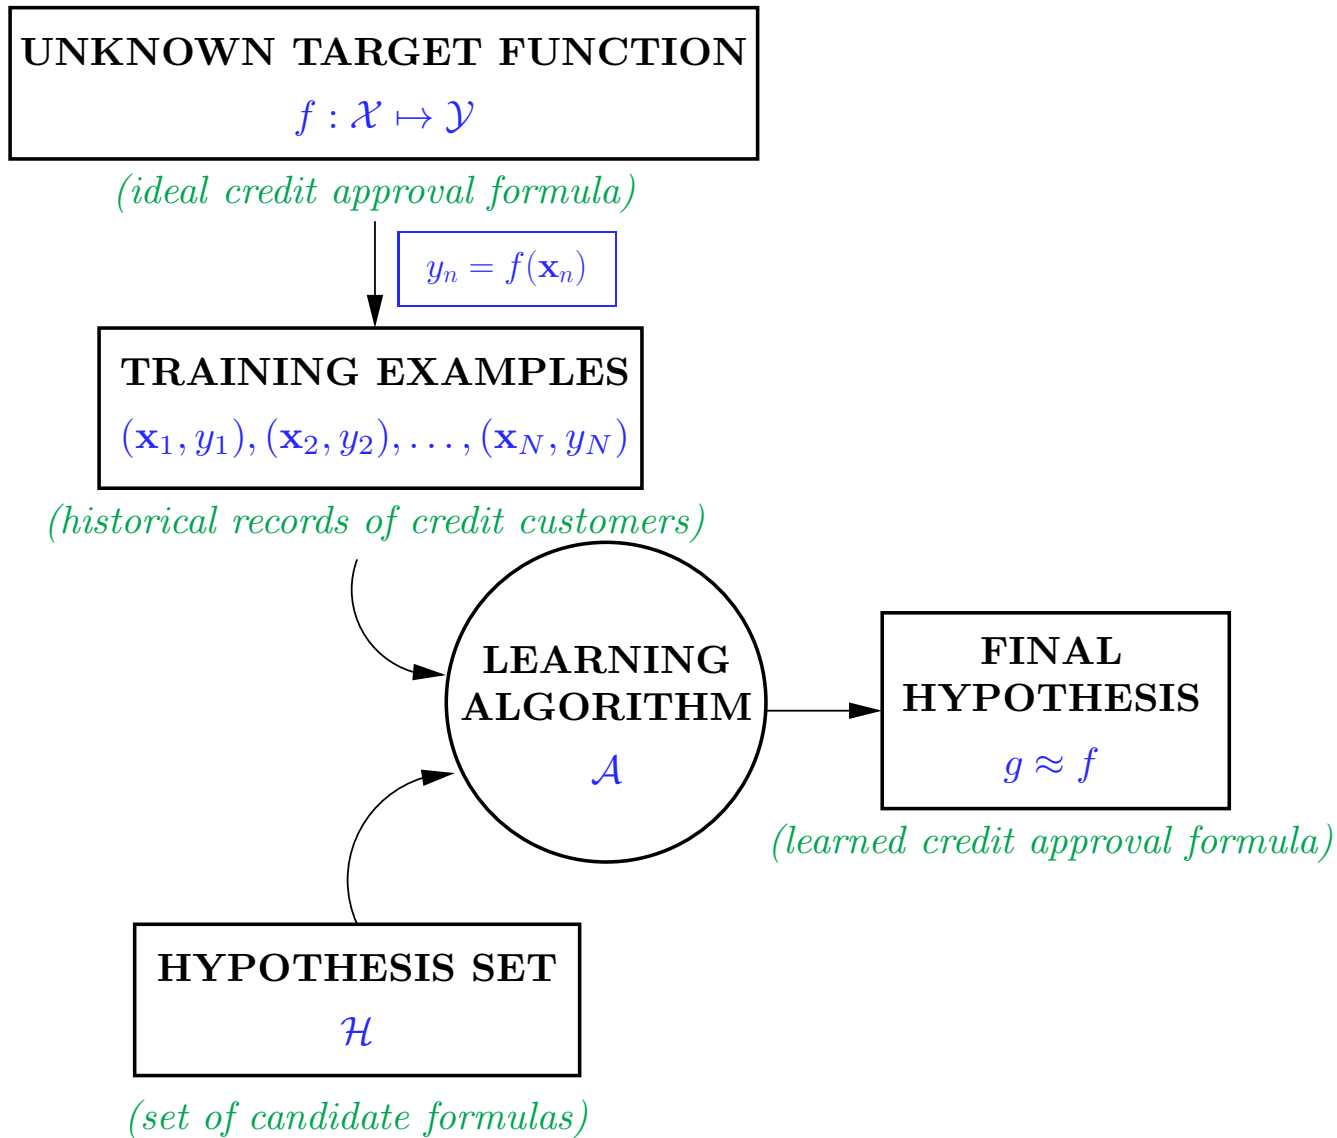 UNKNOWN TARGET FUNCTION
f : 𝒳 ↦ 𝒴
(ideal credit approval formula)
yₙ = f(𝐱ₙ)
TRAINING EXAMPLES
(𝐱₁, y₁), (𝐱₂, y₂), . . . , (𝐱_N, y_N)
(historical records of credit customers)
LEARNING
ALGORITHM
𝒜
FINAL
HYPOTHESIS
g ≈ f
(learned credit approval formula)
HYPOTHESIS SET
ℋ
(set of candidate formulas)